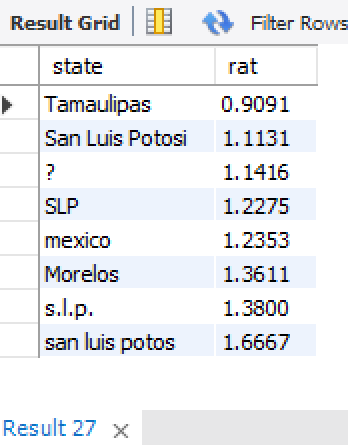 Result Grid Filter Rows
state rat
Tamaulipas 0.9091
San Luis Potosi 1.1131
? 1.1416
SLP 1.2275
mexico 1.2353
Morelos 1.3611
s.l.p. 1.3800
san luis potos 1.6667
Result 27 ×